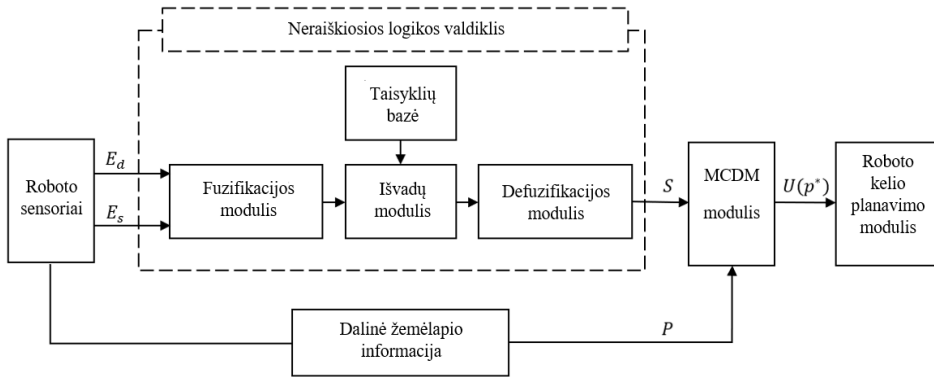 Neraiškiosios logikos valdiklis
Taisyklių
bazė
Roboto
sensoriai
E_d
E_s
Fuzifikacijos
modulis
Išvadų
modulis
Defuzifikacijos
modulis
S
MCDM
modulis
U(p*)
Roboto
kelio
planavimo
modulis
Dalinė žemėlapio
informacija
P